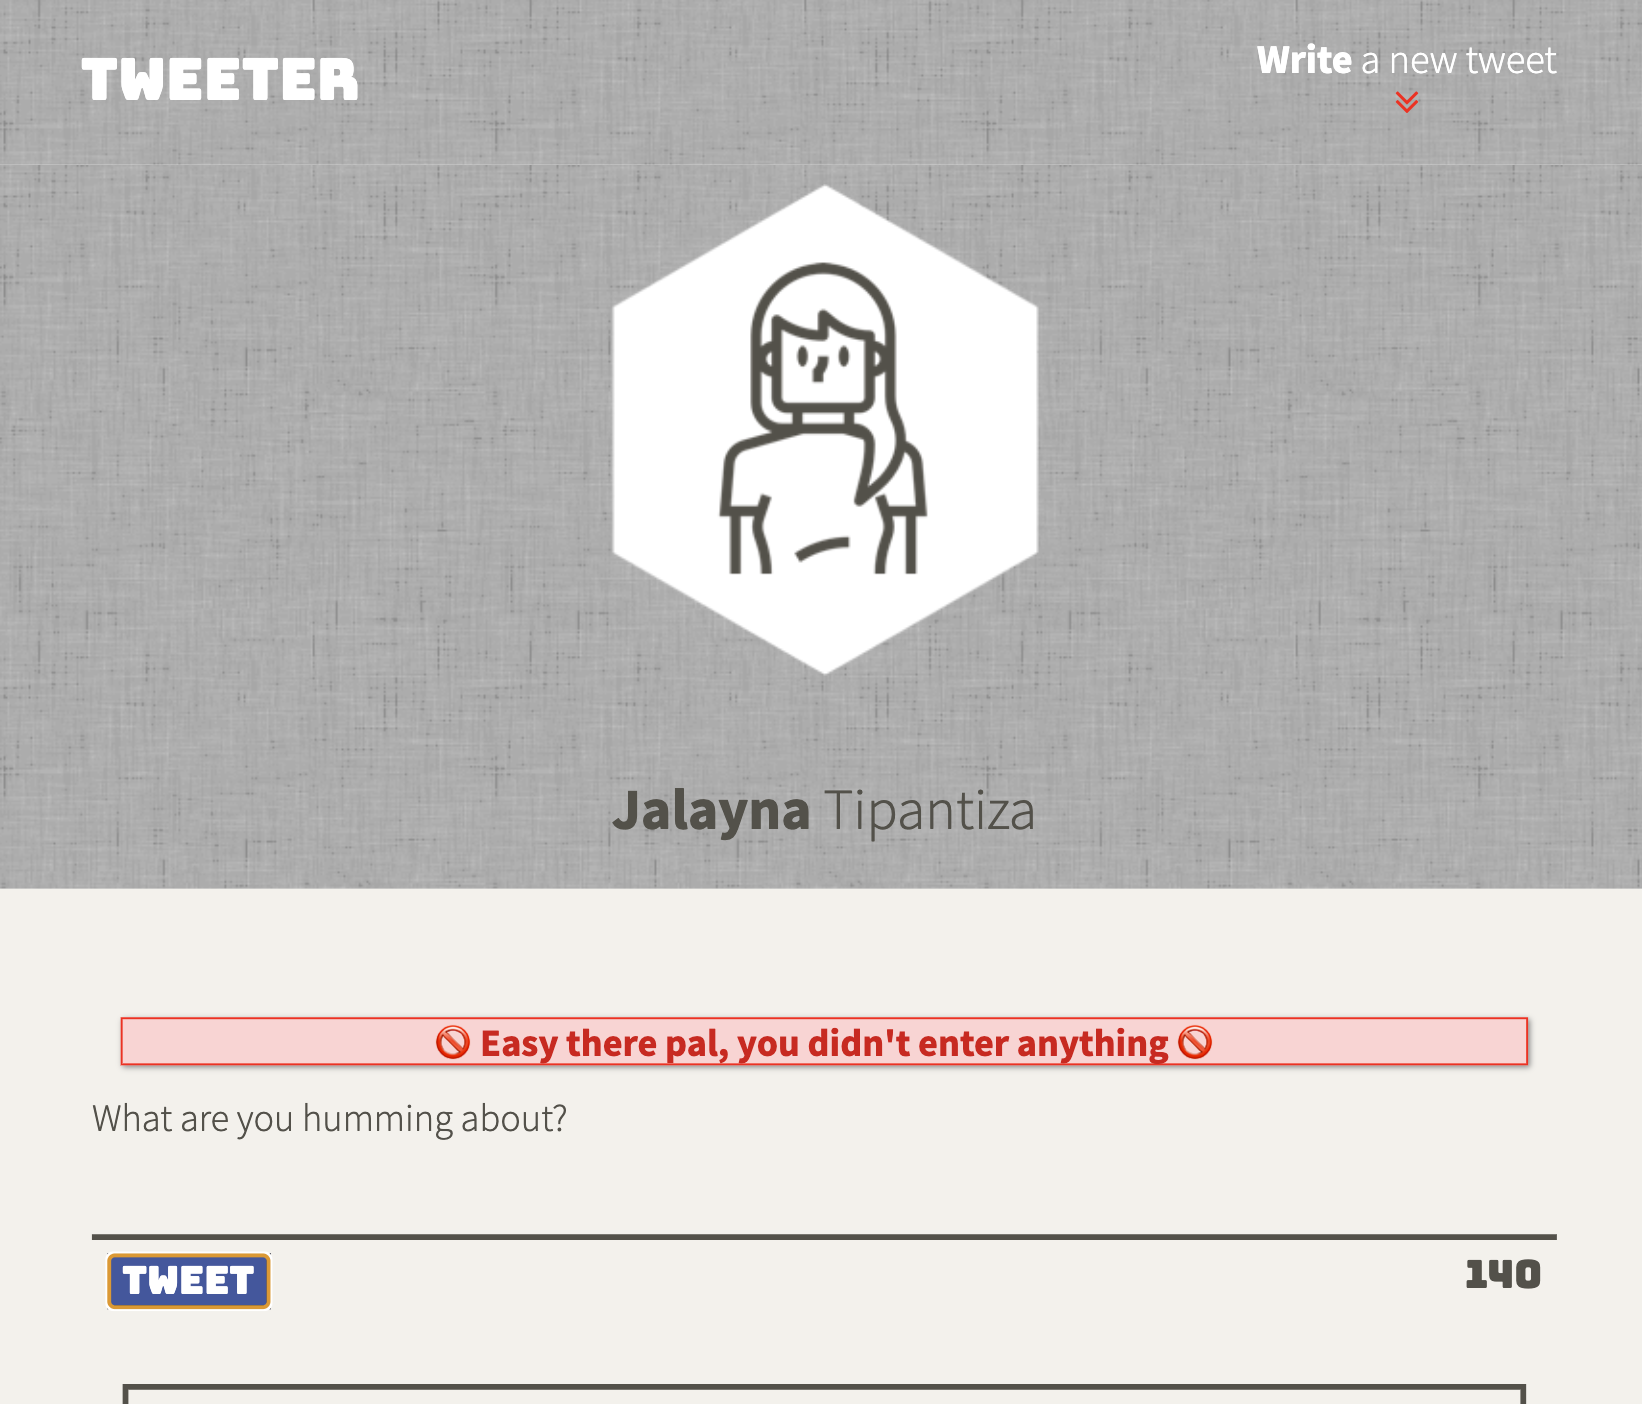 TWEETER
Write a new tweet
Jalayna Tipantiza
🚫 Easy there pal, you didn't enter anything 🚫
What are you humming about?
TWEET
140